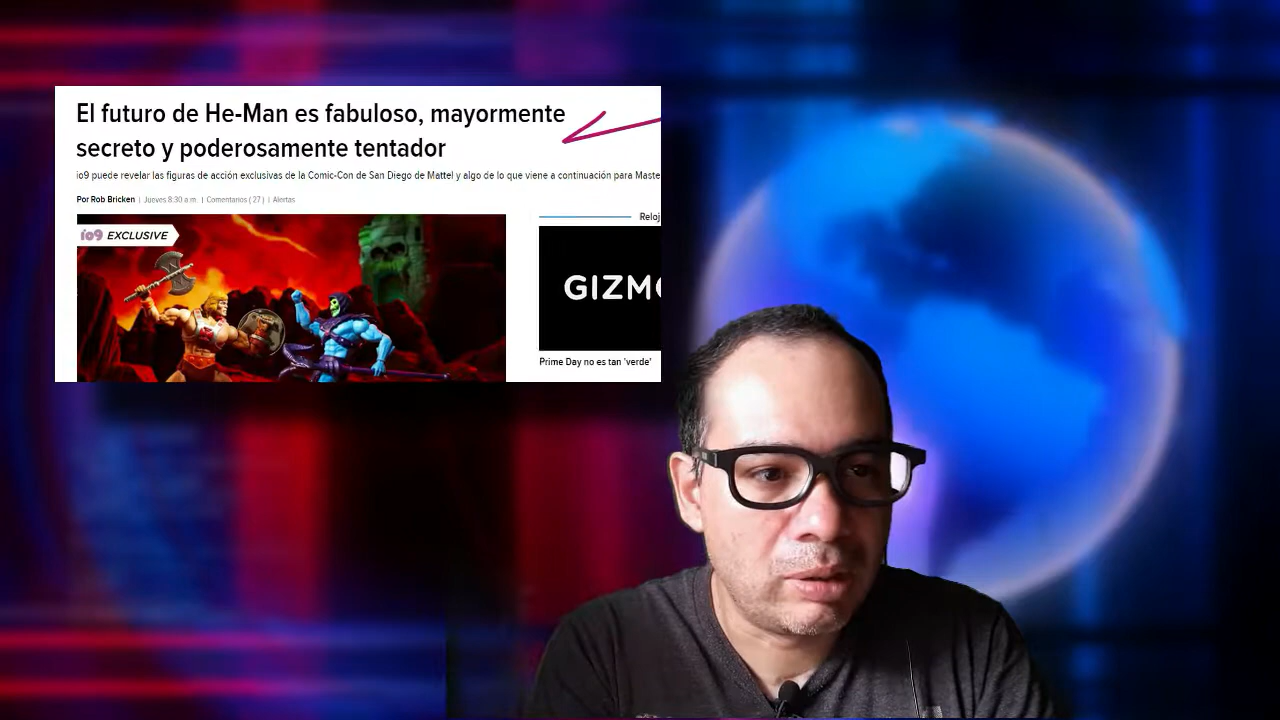 El futuro de He-Man es fabuloso, mayormente
secreto y poderosamente tentador
io9 puede revelar las figuras de acción exclusivas de la Comic-Con de San Diego de Mattel y algo de lo que viene a continuación para Maste
Por Rob Bricken | Jueves 8:30 a.m. | Comentarios ( 27 ) | Alertas
io9 EXCLUSIVE
Reloj
GIZMO
Prime Day no es tan 'verde'